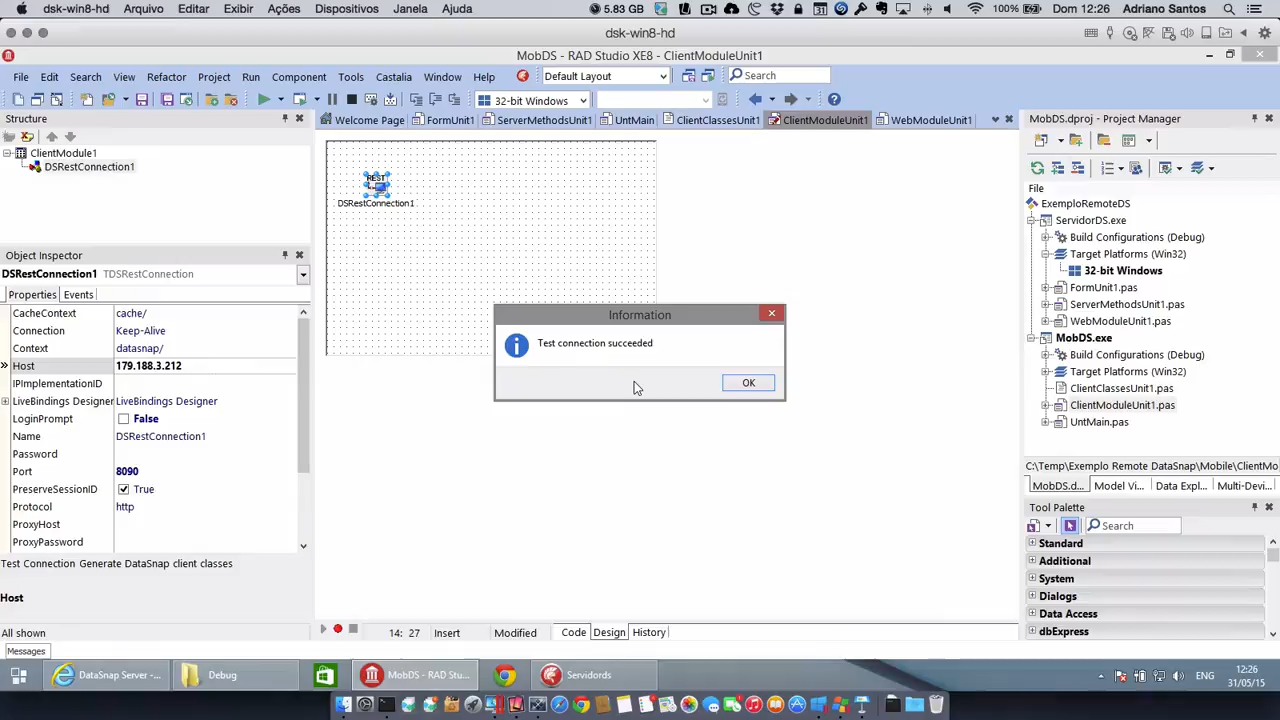 dsk-win8-hd Arquivo Editar Exibir Ações Dispositivos Janela Ajuda 5.83 GB 100% Dom 12:26 Adriano Santos
dsk-win8-hd
MobDS - RAD Studio XE8 - ClientModuleUnit1
File Edit Search View Refactor Project Run Component Tools Castalia Window Help Default Layout Search
32-bit Windows
Structure
Welcome Page FormUnit1 ServerMethodsUnit1 UntMain ClientClassesUnit1 ClientModuleUnit1 WebModuleUnit1
MobDS.dproj - Project Manager
ClientModule1
DSRestConnection1
REST
DSRestConnection1
File
ExemploRemoteDS
ServidorDS.exe
Build Configurations (Debug)
Target Platforms (Win32)
32-bit Windows
FormUnit1.pas
ServerMethodsUnit1.pas
WebModuleUnit1.pas
MobDS.exe
Build Configurations (Debug)
Target Platforms (Win32)
ClientClassesUnit1.pas
ClientModuleUnit1.pas
UntMain.pas
Object Inspector
DSRestConnection1 TDSRestConnection
Properties Events
CacheContext cache/
Connection Keep-Alive
Context datasnap/
Host 179.188.3.212
IPImplementationID
LiveBindings Designer LiveBindings Designer
LoginPrompt False
Name DSRestConnection1
Password
Port 8090
PreserveSessionID True
Protocol http
ProxyHost
ProxyPassword
Test Connection Generate DataSnap client classes
Host
All shown
Information
Test connection succeeded
OK
C:\Temp\Exemplo Remote DataSnap\Mobile\ClientMo
MobDS.d... Model Vi... Data Expl... Multi-Devi...
Tool Palette
Search
Standard
Additional
System
Dialogs
Data Access
dbExpress
14: 27 Insert Modified Code Design History
Messages
DataSnap Server -... Debug MobDS - RAD Stu... Servidords ENG 12:26
31/05/15